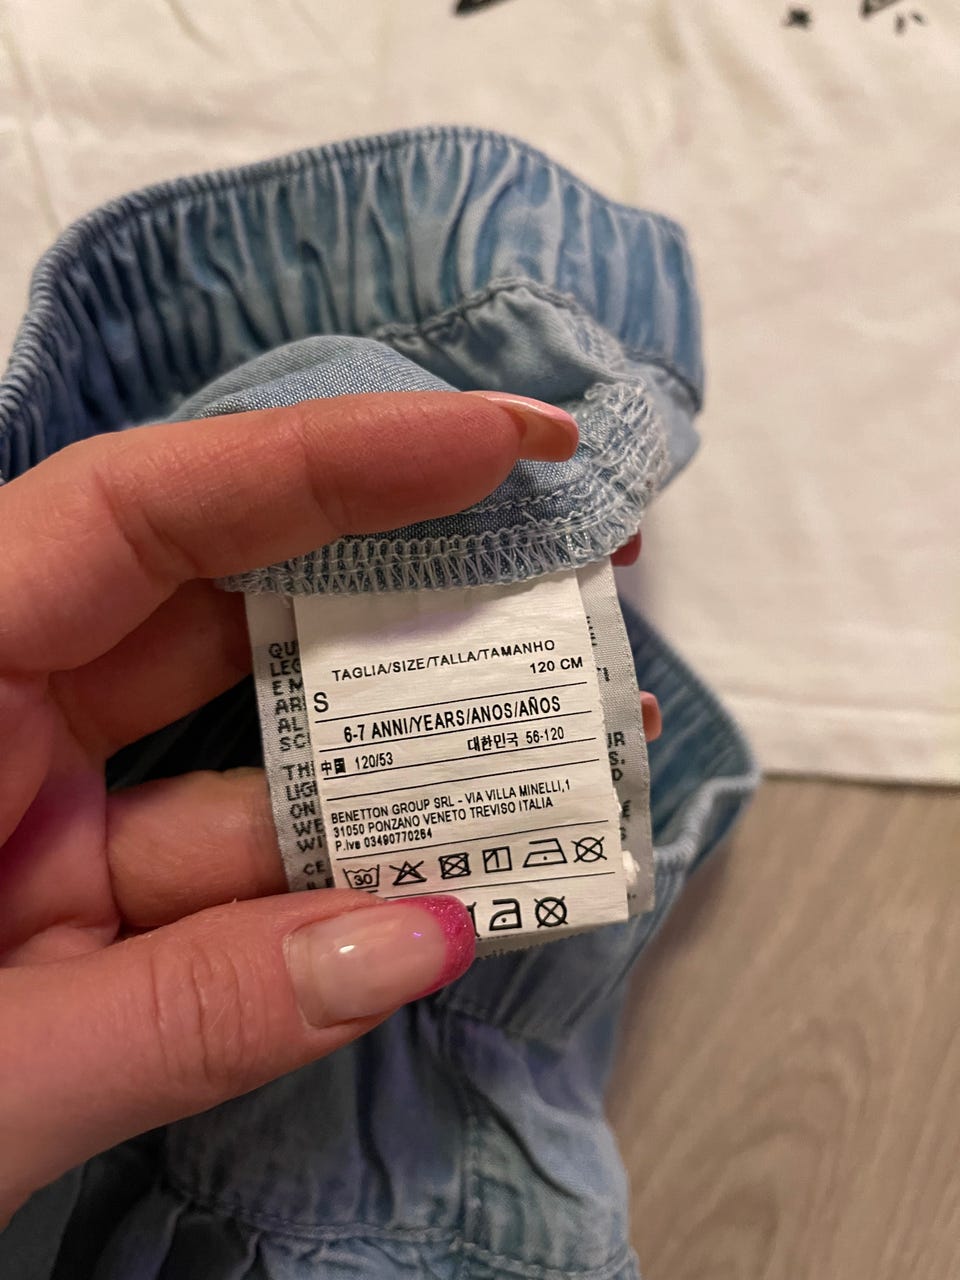 TAGLIA/SIZE/TALLA/TAMANHO
120 CM
S
6-7 ANNI/YEARS/ANOS/AÑOS
中国 120/53 대한민국 56-120
BENETTON GROUP SRL - VIA VILLA MINELLI,1
31050 PONZANO VENETO TREVISO ITALIA
P.Iva 03490770264
30